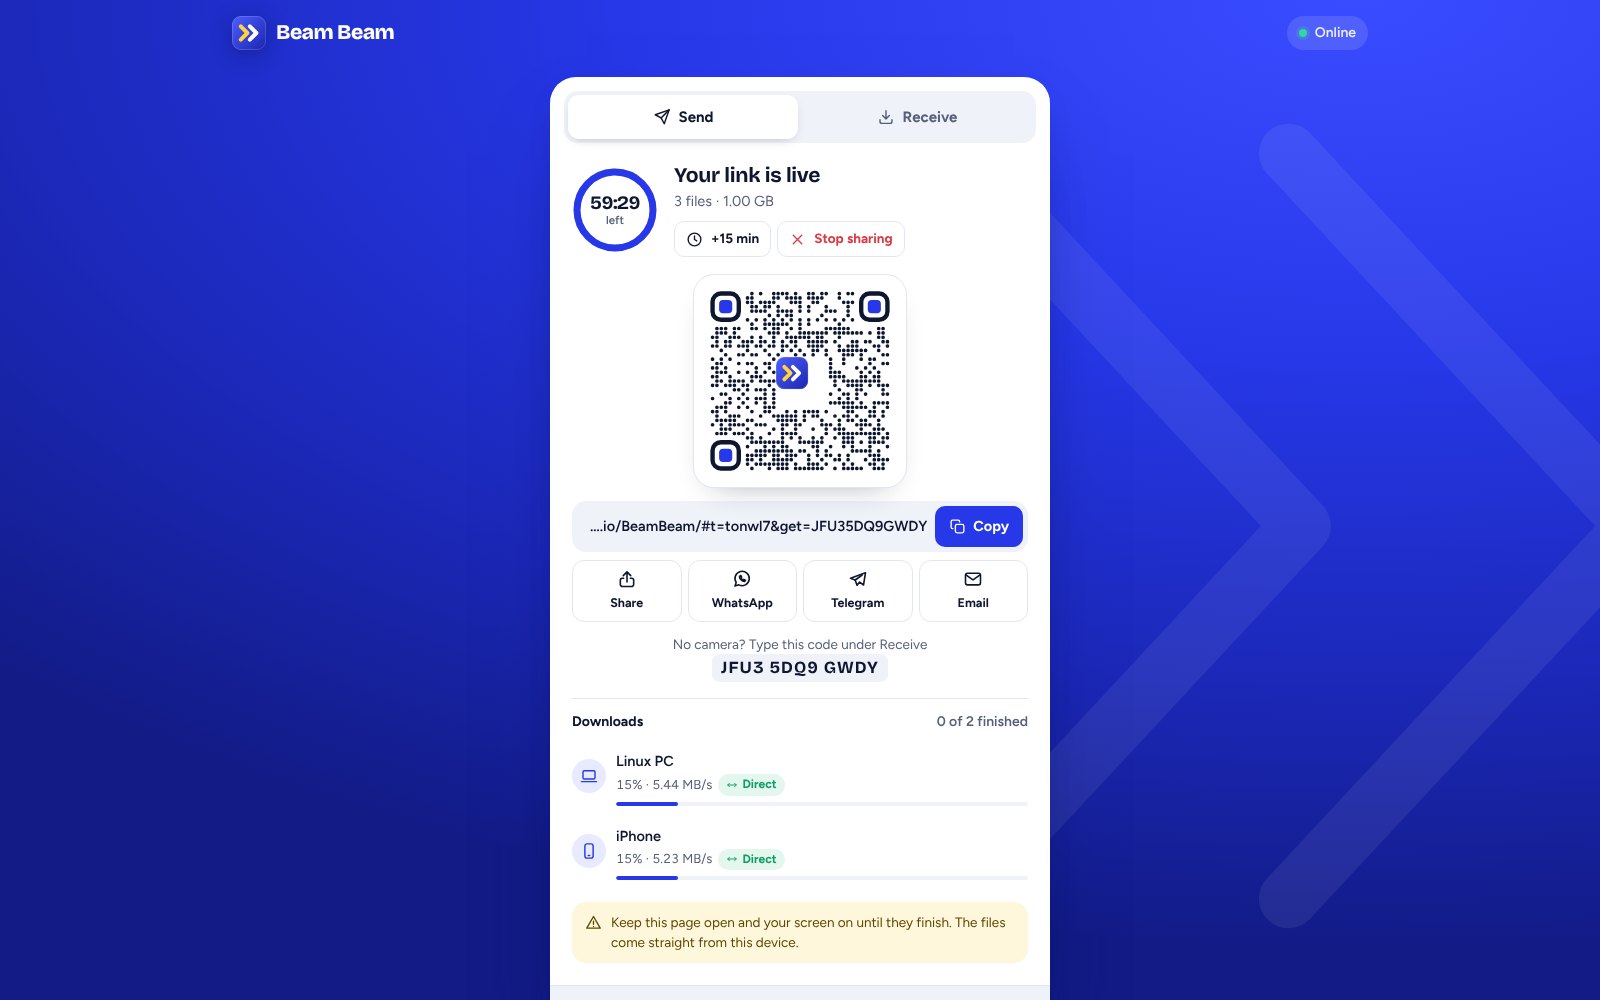 Beam Beam
Online
Send
Receive
59:29
left
Your link is live
3 files · 1.00 GB
+15 min
Stop sharing
....io/BeamBeam/#t=tonwl7&get=JFU35DQ9GWDY
Copy
Share
WhatsApp
Telegram
Email
No camera? Type this code under Receive
JFU3 5DQ9 GWDY
Downloads
0 of 2 finished
Linux PC
15% · 5.44 MB/s
Direct
iPhone
15% · 5.23 MB/s
Direct
Keep this page open and your screen on until they finish. The files
come straight from this device.